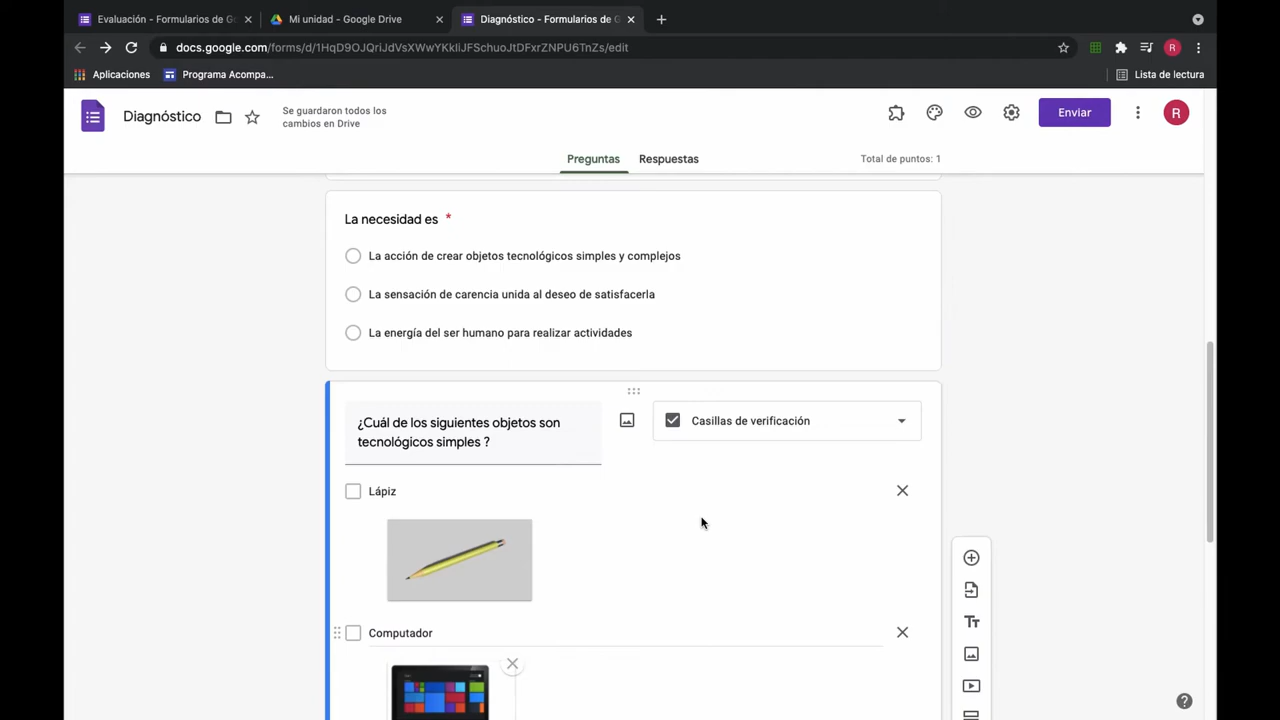 Evaluación - Formularios de G
Mi unidad - Google Drive
Diagnóstico - Formularios de G
docs.google.com/forms/d/1HqD9OJQriJdVsXWwYKkliJFSchuoJtDFxrZNPU6TnZs/edit
R
Aplicaciones
Programa Acompa...
Lista de lectura
Diagnóstico
Se guardaron todos los
cambios en Drive
Enviar
R
Preguntas
Respuestas
Total de puntos: 1
La necesidad es *
La acción de crear objetos tecnológicos simples y complejos
La sensación de carencia unida al deseo de satisfacerla
La energía del ser humano para realizar actividades
¿Cuál de los siguientes objetos son
tecnológicos simples ?
Casillas de verificación
Lápiz
Computador
Tт